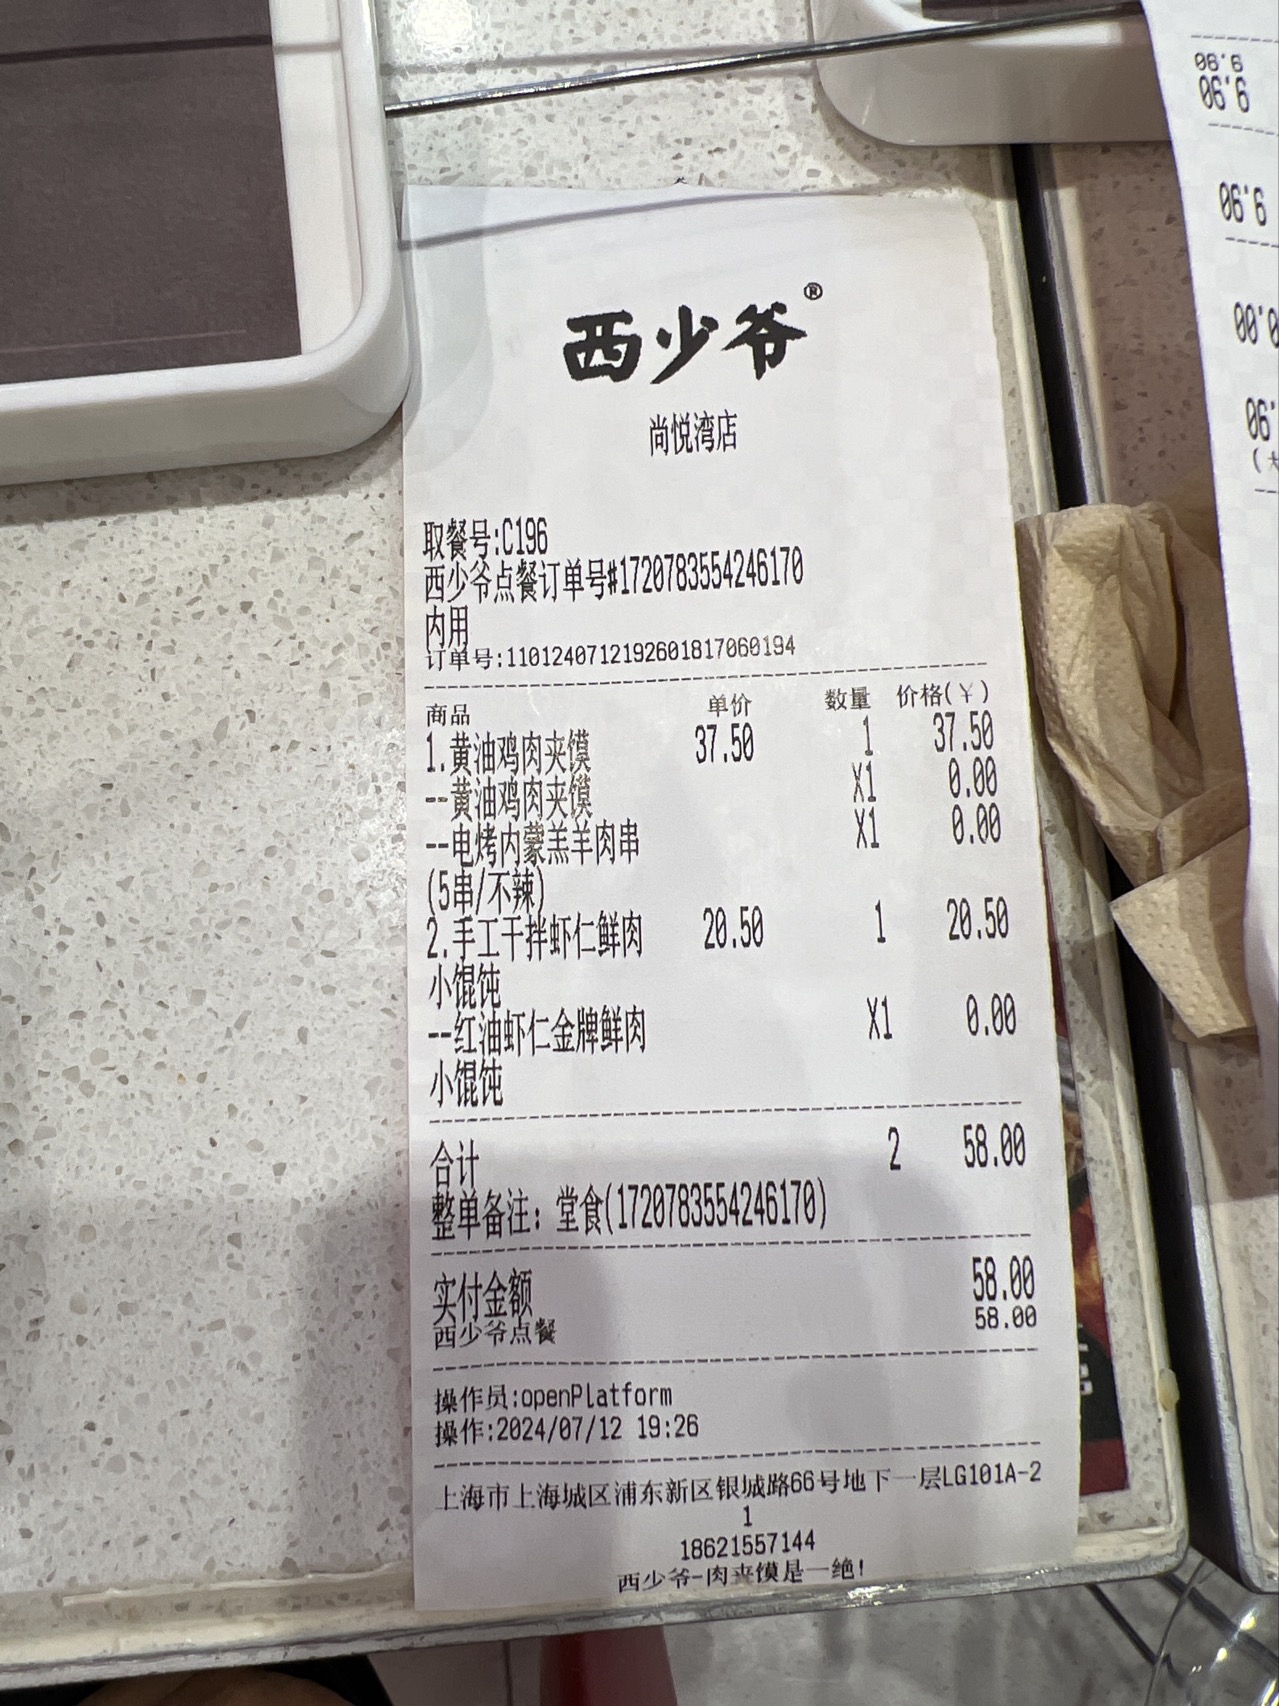 西少爷®
尚悦湾店
取餐号:C196
西少爷点餐订单号#1720783554246170
内用
订单号:1101240712192601817060194
商品 单价 数量 价格(¥)
1.黄油鸡肉夹馍 37.50 1 37.50
--黄油鸡肉夹馍 X1 0.00
--电烤内蒙羔羊肉串 X1 0.00
(5串/不辣)
2.手工干拌虾仁鲜肉 20.50 1 20.50
小馄饨
--红油虾仁金牌鲜肉 X1 0.00
小馄饨
合计 2 58.00
整单备注：堂食(1720783554246170)
实付金额 58.00
西少爷点餐 58.00
操作员:openPlatform
操作:2024/07/12 19:26
上海市上海城区浦东新区银城路66号地下一层LG101A-2
1
18621557144
西少爷-肉夹馍是一绝!
9.90
9.90
9.90